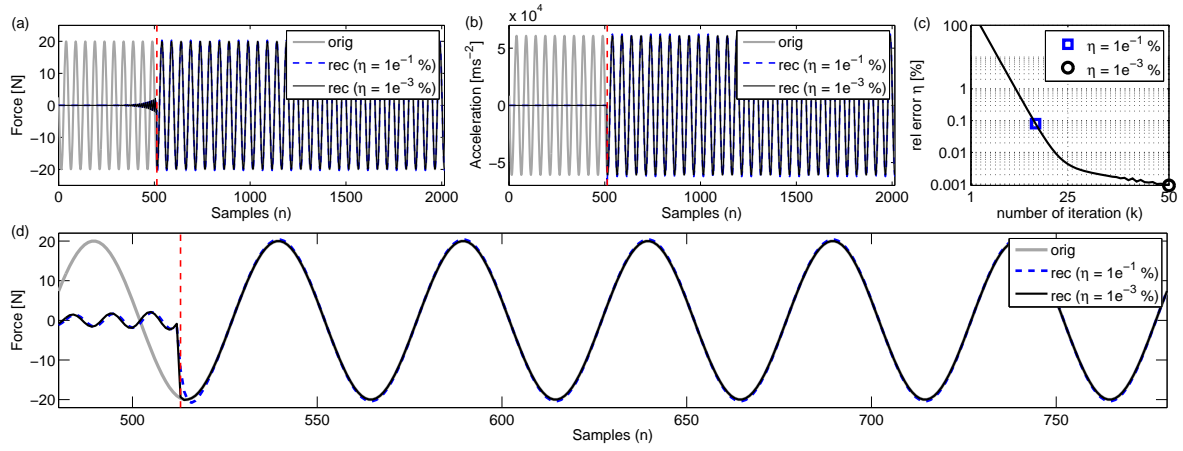 (a)
20
10
0
−10
−20
Force [N]
0
500
1000
1500
2000
Samples (n)
orig
rec (η = 1e⁻¹ %)
rec (η = 1e⁻³ %)
(b)
x 10⁴
5
0
−5
Acceleration [ms⁻²]
0
500
1000
1500
2000
Samples (n)
orig
rec (η = 1e⁻¹ %)
rec (η = 1e⁻³ %)
(c)
100
1
0.1
0.01
0.001
rel error η [%]
1
25
50
number of iteration (k)
η = 1e⁻¹ %
η = 1e⁻³ %
(d)
20
10
0
−10
−20
Force [N]
500
550
600
650
700
750
Samples (n)
orig
rec (η = 1e⁻¹ %)
rec (η = 1e⁻³ %)